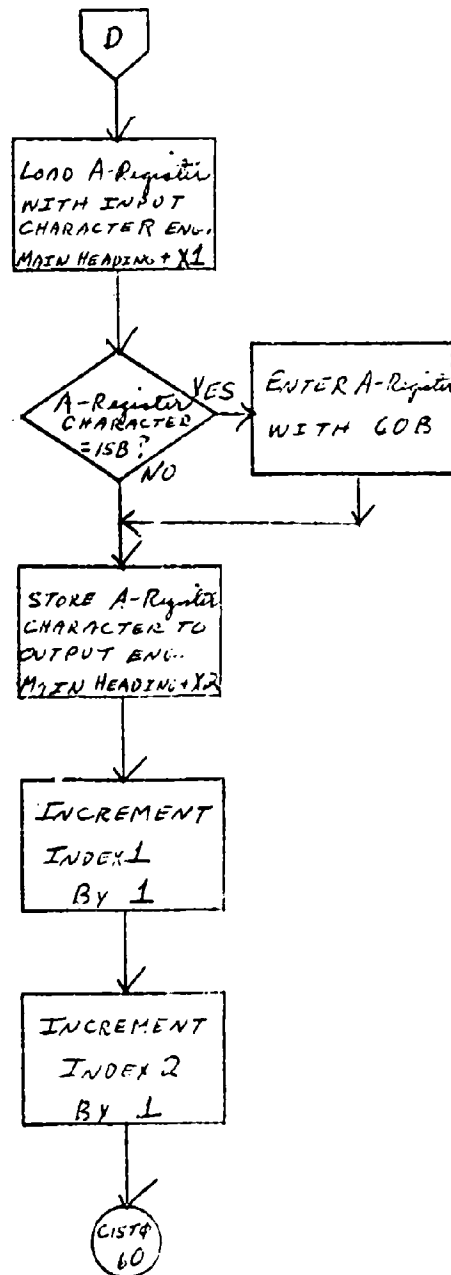 D
LOAD A-Register
WITH INPUT
CHARACTER ENG.
MAIN HEADING + X1
A-Register
CHARACTER
=15B?
YES
NO
ENTER A-Register
WITH 60B
STORE A-Register
CHARACTER TO
OUTPUT ENG.
MAIN HEADING+X2
INCREMENT
INDEX 1
By 1
INCREMENT
INDEX 2
By 1
60